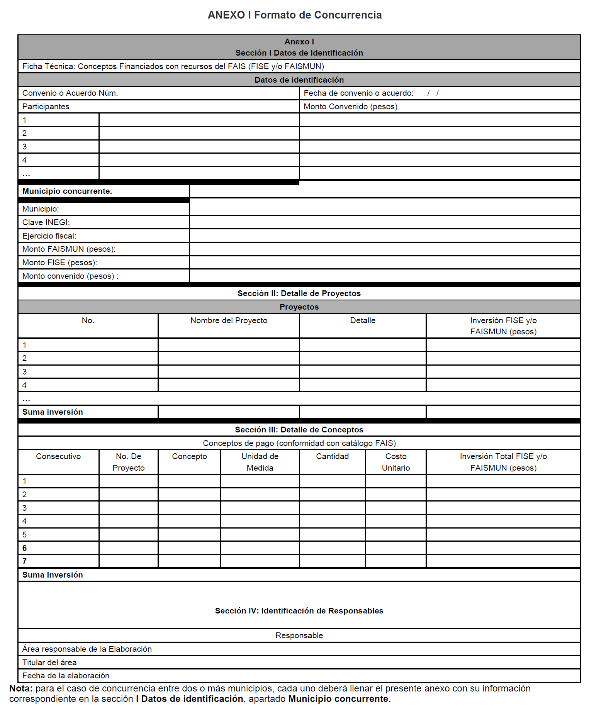 ANEXO I Formato de Concurrencia
Anexo I
Sección I Datos de Identificación
Ficha Técnica: Conceptos Financiados con recursos del FAIS (FISE y/o FAISMUN)
Datos de identificación
Convenio o Acuerdo Núm. Fecha de convenio o acuerdo: / /
Participantes Monto Convenido (pesos)
1
2
3
4
...
Municipio concurrente.
Municipio:
Clave INEGI:
Ejercicio fiscal:
Monto FAISMUN (pesos):
Monto FISE (pesos):
Monto convenido (pesos) :
Sección II: Detalle de Proyectos
Proyectos
No. Nombre del Proyecto Detalle Inversión FISE y/o
FAISMUN (pesos)
1
2
3
4
...
Suma inversión
Sección III: Detalle de Conceptos
Conceptos de pago (conformidad con catálogo FAIS)
Consecutivo No. De Concepto Unidad de Cantidad Costo Inversión Total FISE y/o
Proyecto Medida Unitario FAISMUN (pesos)
1
2
3
4
5
6
7
Suma Inversión
Sección IV: Identificación de Responsables
Responsable
Área responsable de la Elaboración
Titular del área
Fecha de la elaboración
Nota: para el caso de concurrencia entre dos o más municipios, cada uno deberá llenar el presente anexo con su información
correspondiente en la sección I Datos de identificación, apartado Municipio concurrente.